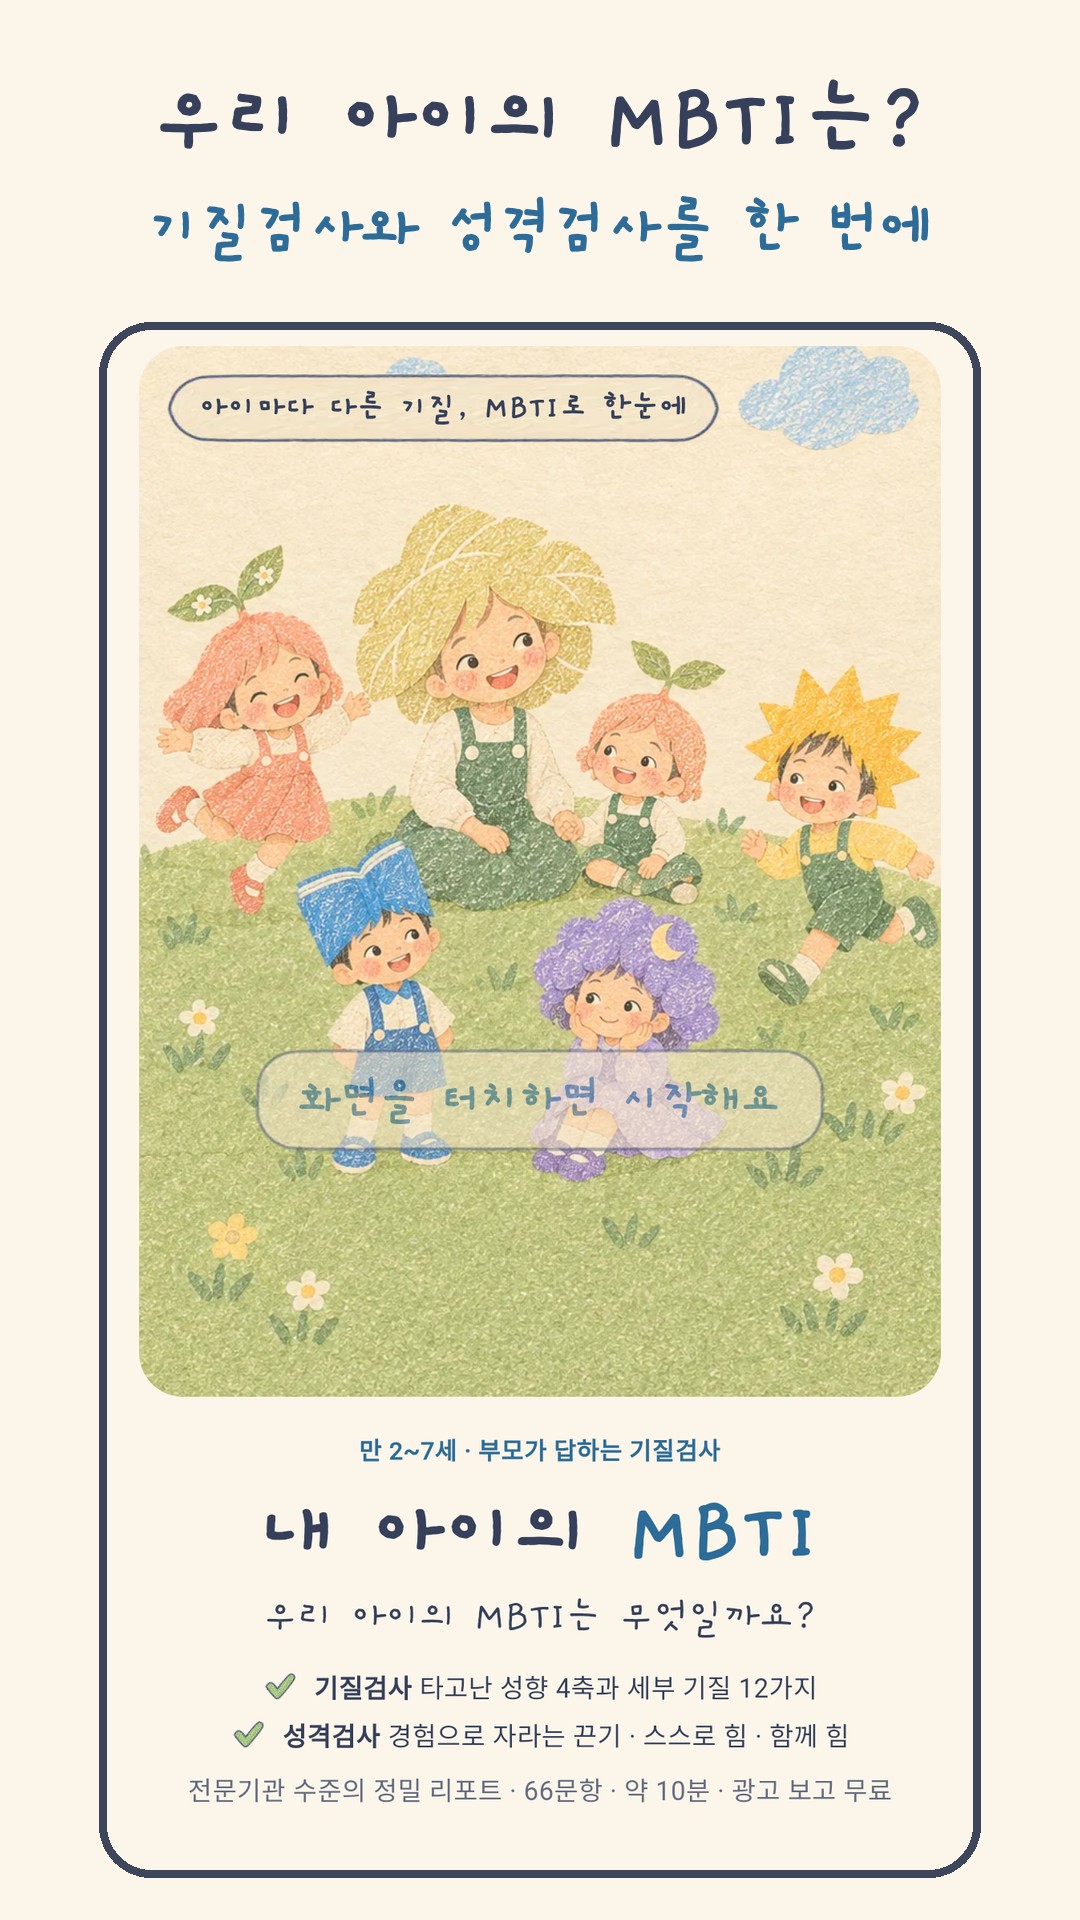 우리 아이의 MBTI는?
기질검사와 성격검사를 한 번에
아이마다 다른 기질, MBTI로 한눈에
화면을 터치하면 시작해요
만 2~7세 · 부모가 답하는 기질검사
내 아이의 MBTI
우리 아이의 MBTI는 무엇일까요?
기질검사 타고난 성향 4축과 세부 기질 12가지
성격검사 경험으로 자라는 끈기 · 스스로 힘 · 함께 힘
전문기관 수준의 정밀 리포트 · 66문항 · 약 10분 · 광고 보고 무료